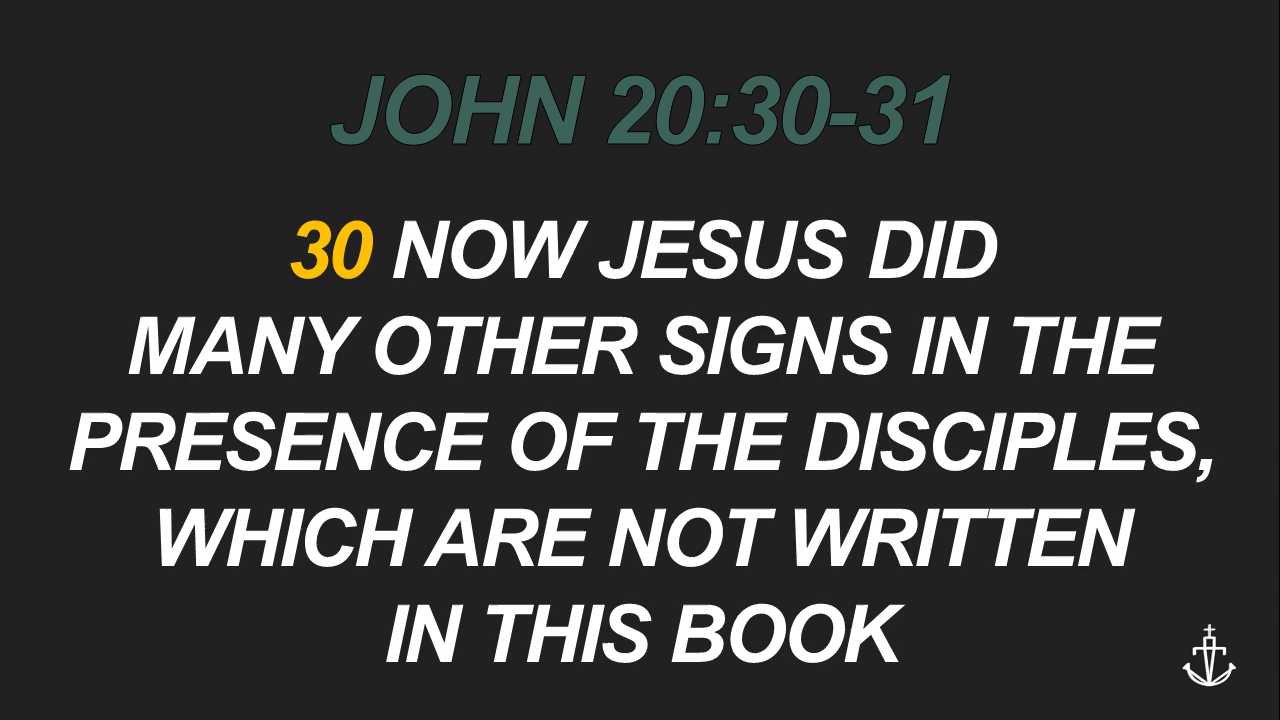 JOHN 20:30-31
30 NOW JESUS DID
MANY OTHER SIGNS IN THE
PRESENCE OF THE DISCIPLES,
WHICH ARE NOT WRITTEN
IN THIS BOOK